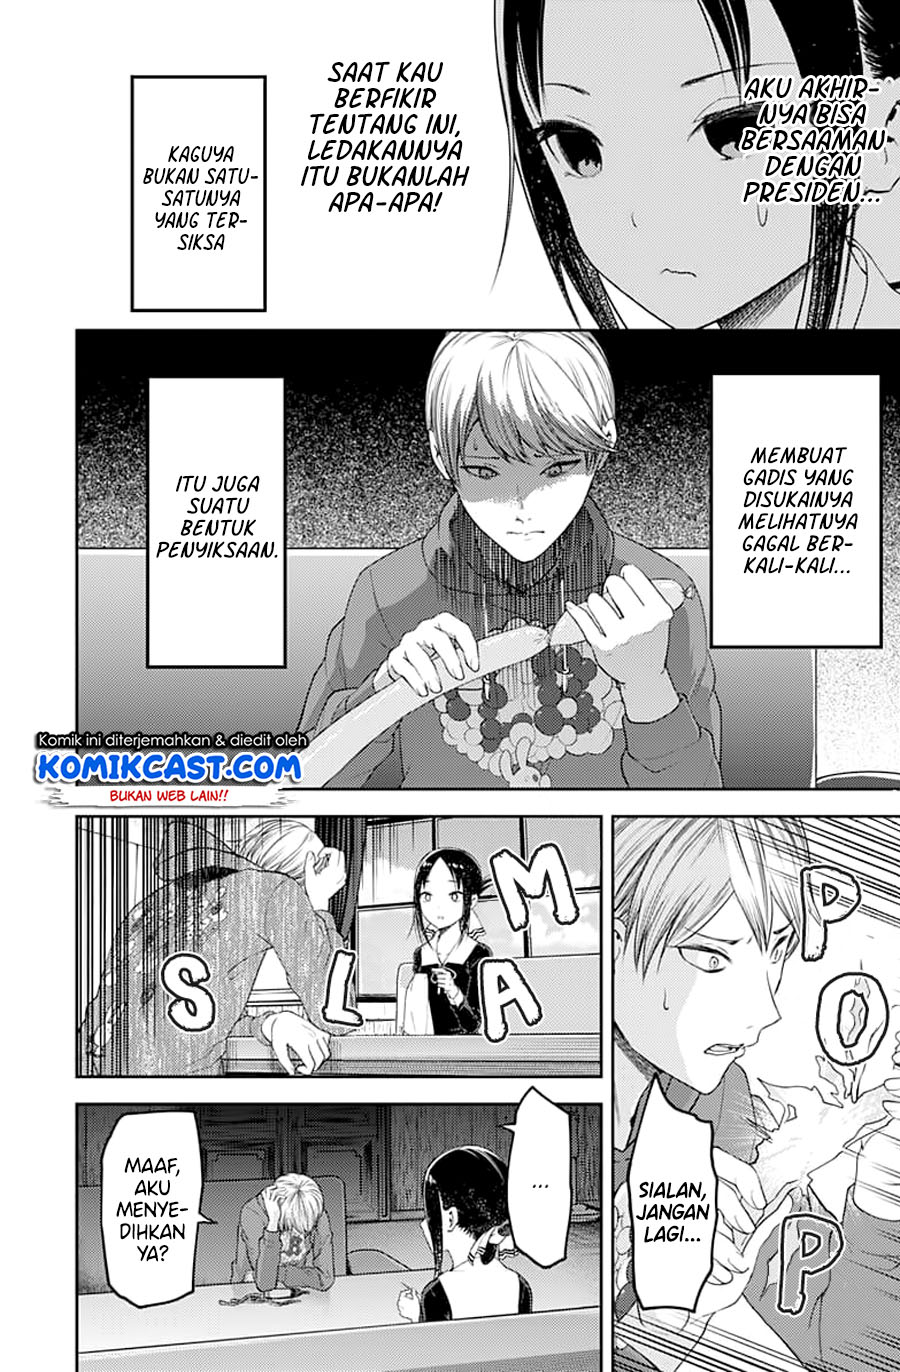 AKU AKHIR-
NYA BISA
BERSAAMAN
DENGAN
PRESIDEN...
SAAT KAU
BERFIKIR
TENTANG INI,
LEDAKANNYA
ITU BUKANLAH
APA-APA!
KAGUYA
BUKAN SATU-
SATUNYA
YANG TER-
SIKSA
MEMBUAT
GADIS YANG
DISUKAINYA
MELIHATNYA
GAGAL BER-
KALI-KALI...
ITU JUGA
SUATU
BENTUK
PENYIKSAAN.
Komik ini diterjemahkan & diedit oleh
KOMIKCAST.COM
BUKAN WEB LAIN!!
POP
SIALAN,
JANGAN
LAGI...
SLAM
...
MAAF,
AKU
MENYE-
DIHKAN
YA?